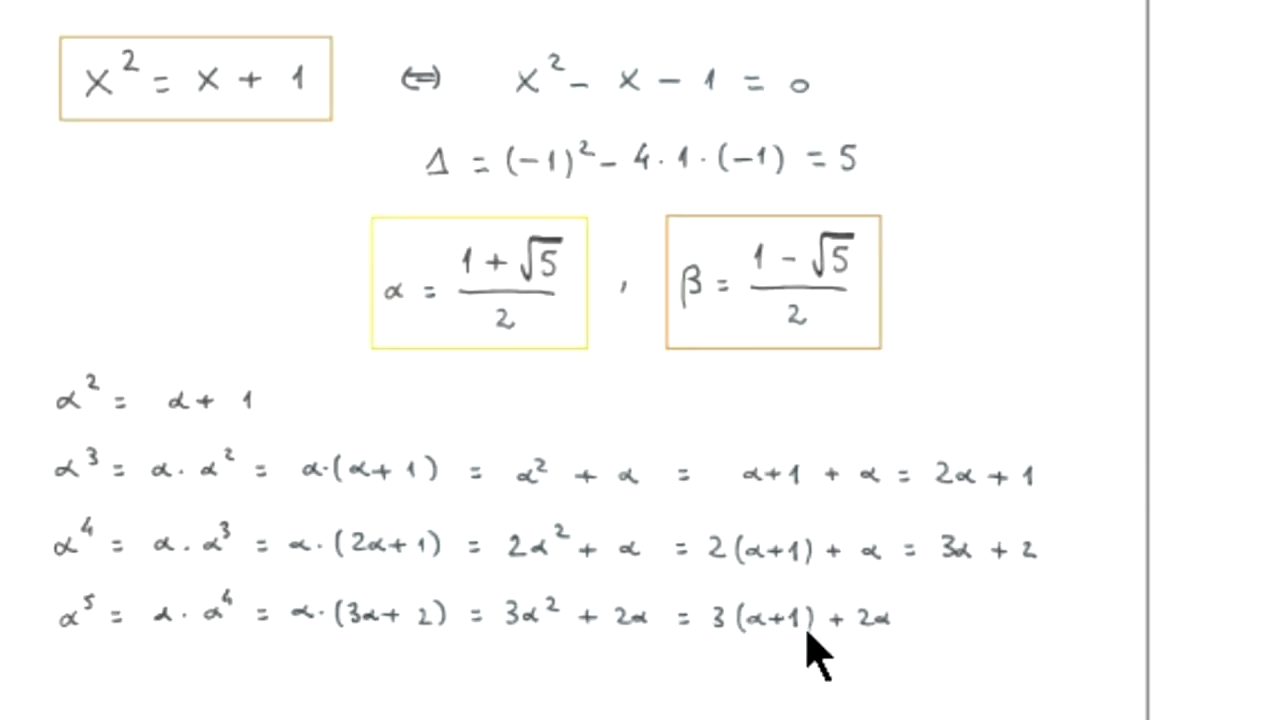 x² = x + 1 ⇔ x² - x - 1 = 0
Δ = (-1)² - 4 · 1 · (-1) = 5
α = (1 + √5)/2 , β = (1 - √5)/2
α² = α + 1
α³ = α · α² = α·(α+1) = α² + α = α+1 + α = 2α + 1
α⁴ = α · α³ = α·(2α+1) = 2α² + α = 2(α+1) + α = 3α + 2
α⁵ = α · α⁴ = α·(3α+2) = 3α² + 2α = 3(α+1) + 2α